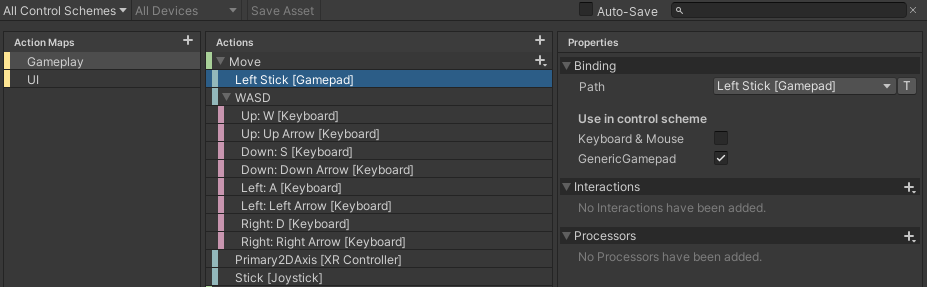 All Control Schemes All Devices Save Asset Auto-Save
Action Maps
Gameplay
UI
Actions
Move
Left Stick [Gamepad]
WASD
Up: W [Keyboard]
Up: Up Arrow [Keyboard]
Down: S [Keyboard]
Down: Down Arrow [Keyboard]
Left: A [Keyboard]
Left: Left Arrow [Keyboard]
Right: D [Keyboard]
Right: Right Arrow [Keyboard]
Primary2DAxis [XR Controller]
Stick [Joystick]
Properties
Binding
Path Left Stick [Gamepad] T
Use in control scheme
Keyboard & Mouse
GenericGamepad
Interactions
No Interactions have been added.
Processors
No Processors have been added.